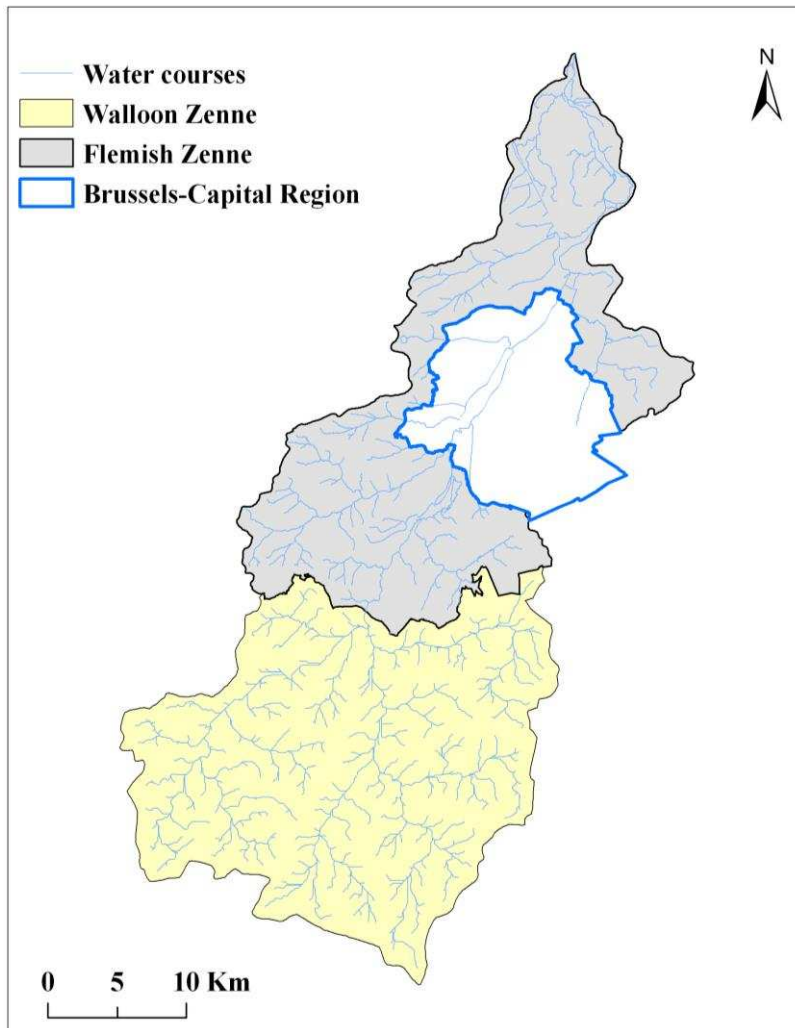 N
Water courses
Walloon Zenne
Flemish Zenne
Brussels-Capital Region
0 5 10 Km